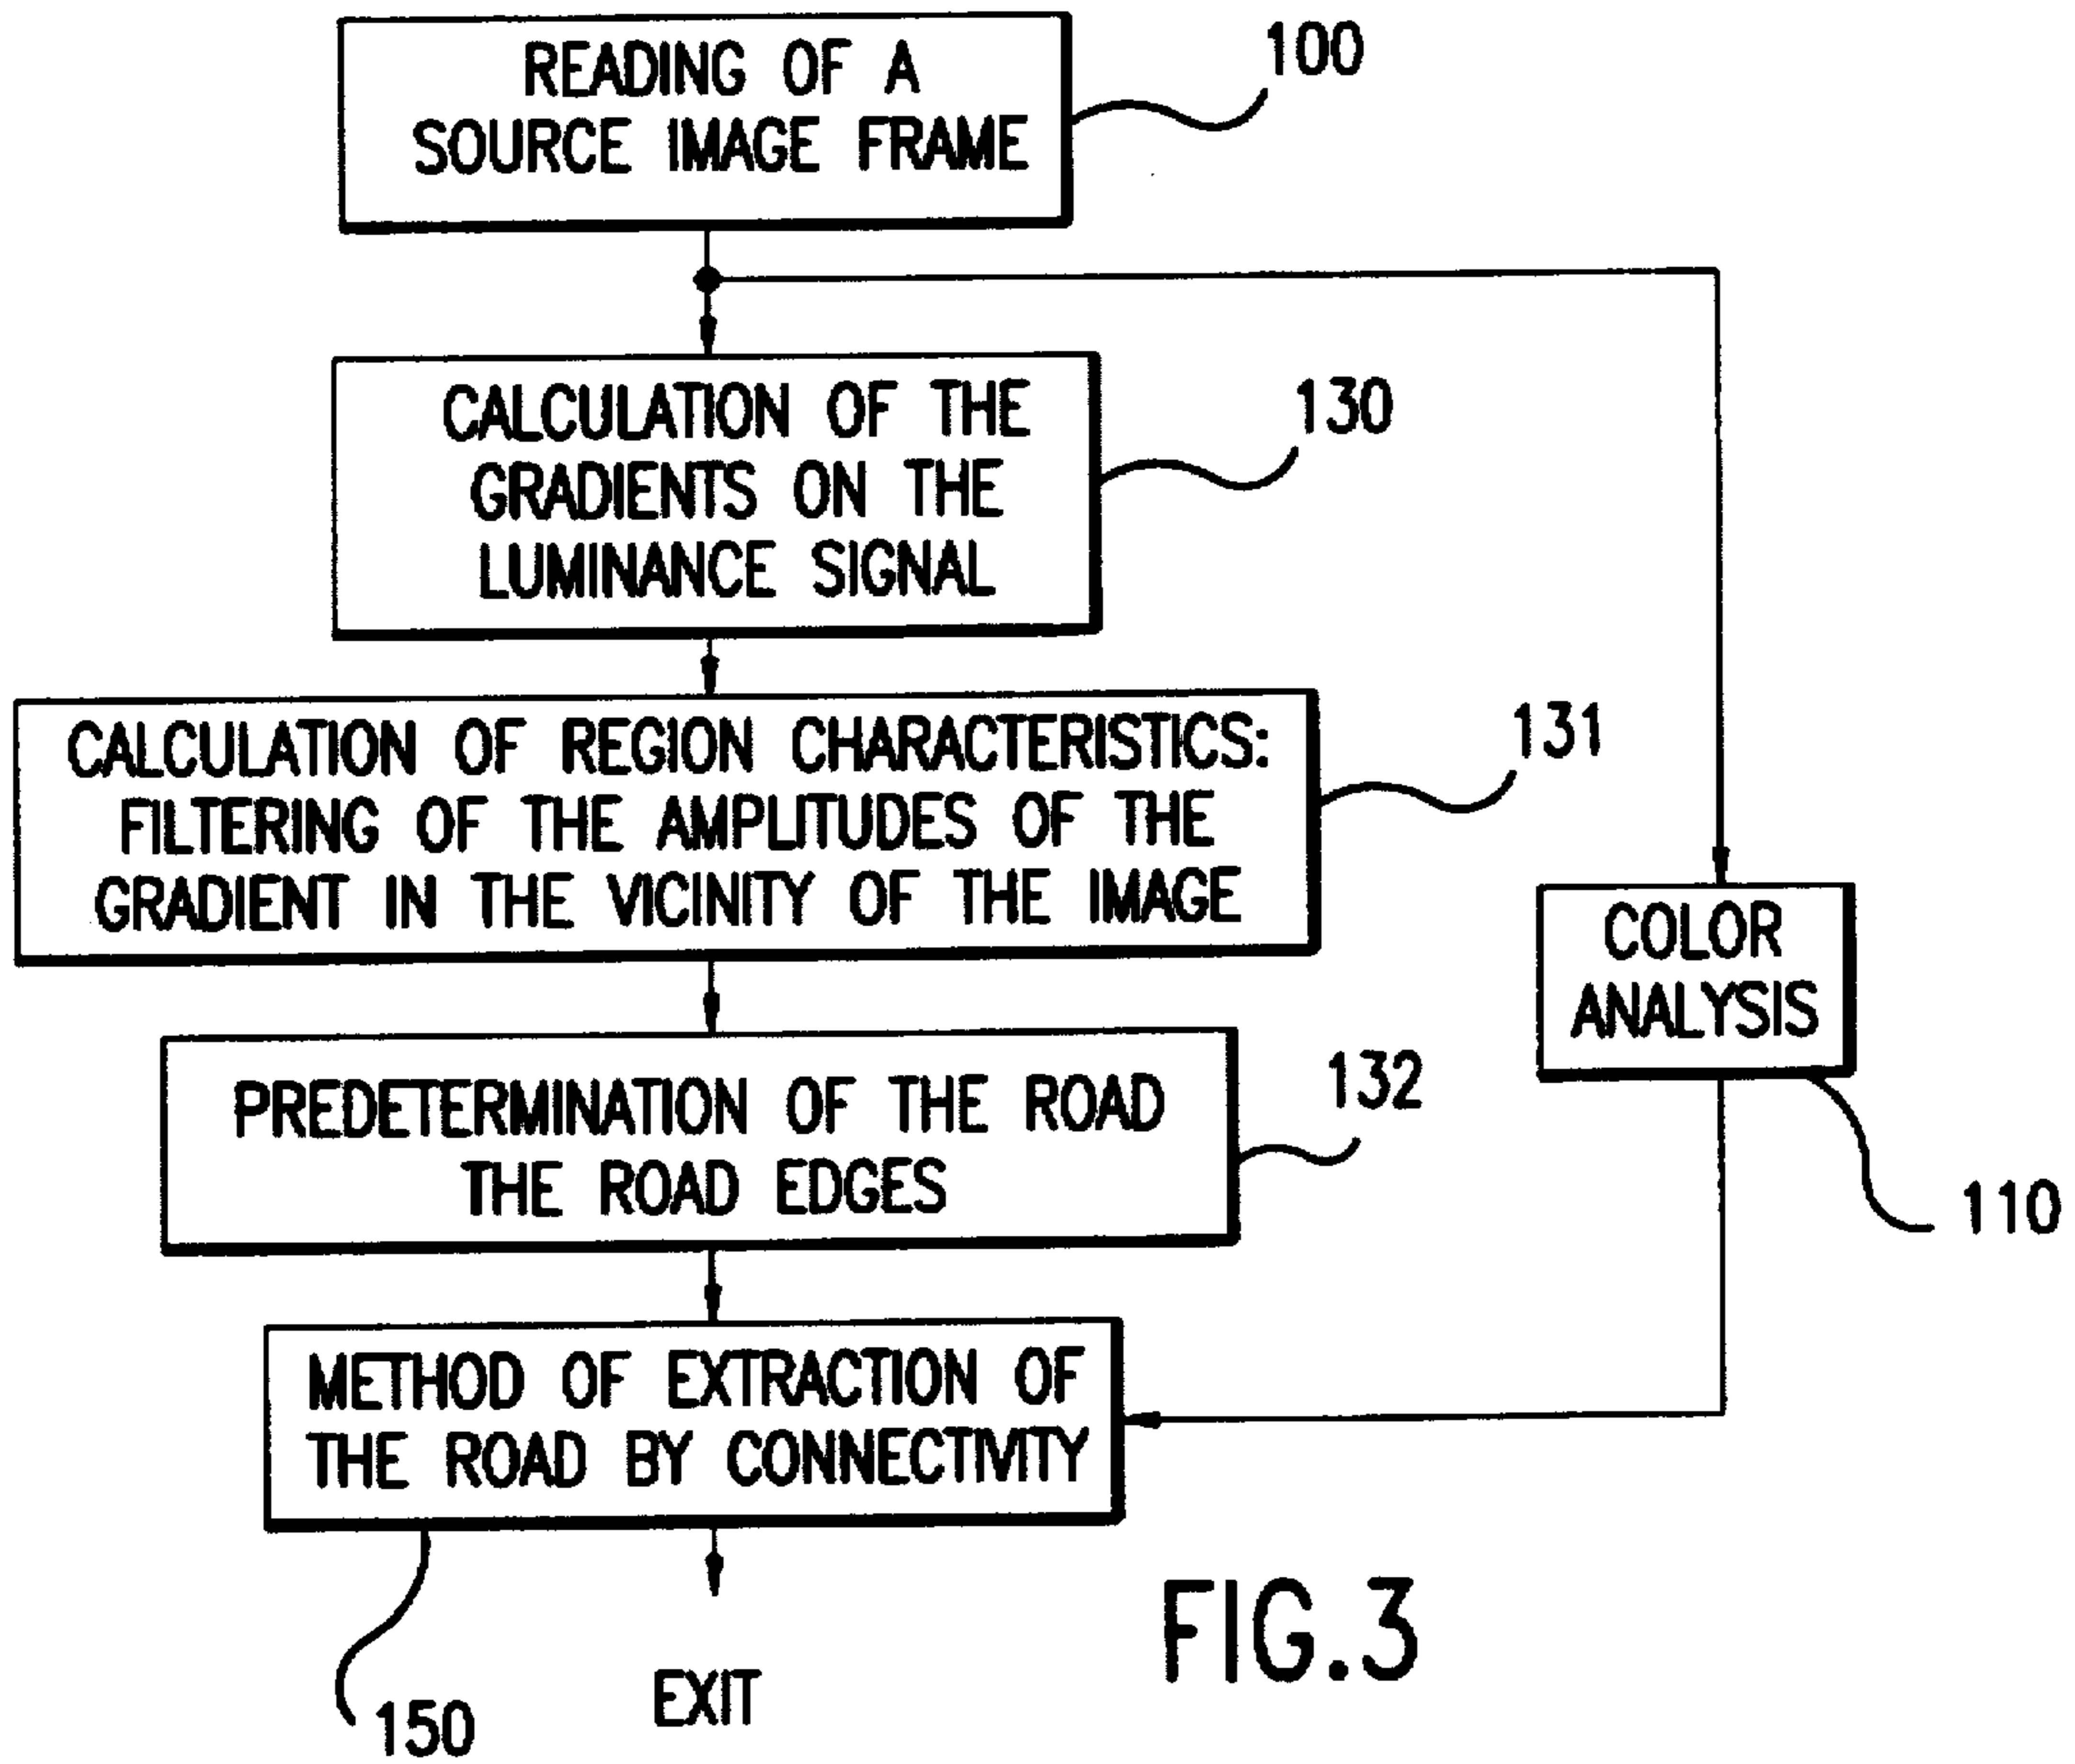 READING OF A
SOURCE IMAGE FRAME
100
CALCULATION OF THE
GRADIENTS ON THE
LUMINANCE SIGNAL
130
CALCULATION OF REGION CHARACTERISTICS:
FILTERING OF THE AMPLITUDES OF THE
GRADIENT IN THE VICINITY OF THE IMAGE
131
COLOR
ANALYSIS
110
PREDETERMINATION OF THE ROAD
THE ROAD EDGES
132
METHOD OF EXTRACTION OF
THE ROAD BY CONNECTIVITY
150
EXIT
FIG.3